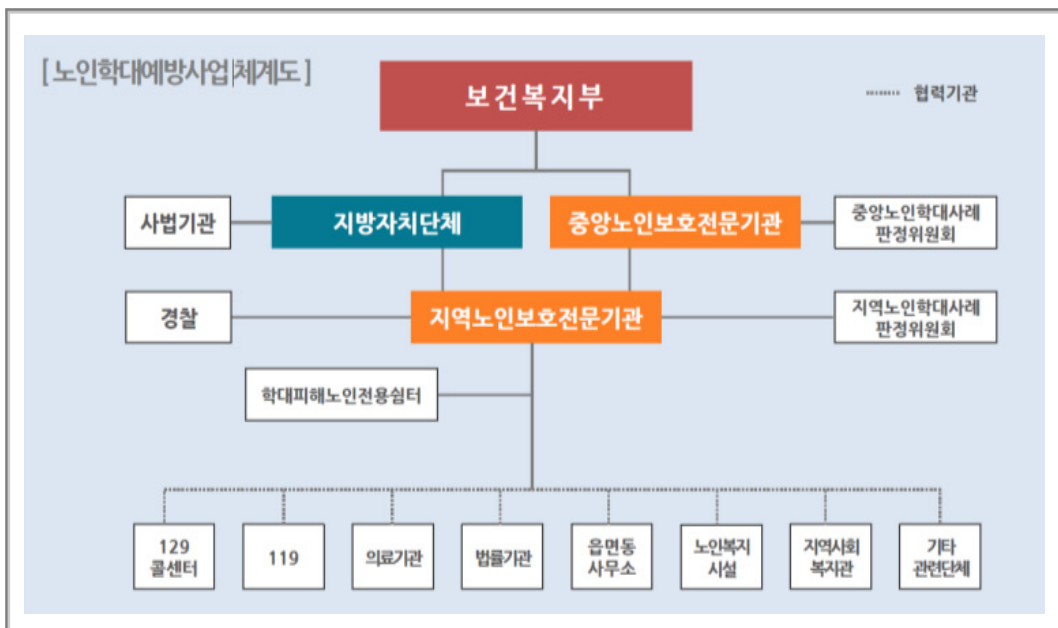 [ 노인학대예방사업체계도 ]
보건복지부
협력기관
사법기관
지방자치단체
중앙노인보호전문기관
중앙노인학대사례
판정위원회
경찰
지역노인보호전문기관
지역노인학대사례
판정위원회
학대피해노인전용쉼터
129
콜센터
119
의료기관
법률기관
읍면동
사무소
노인복지
시설
지역사회
복지관
기타
관련단체